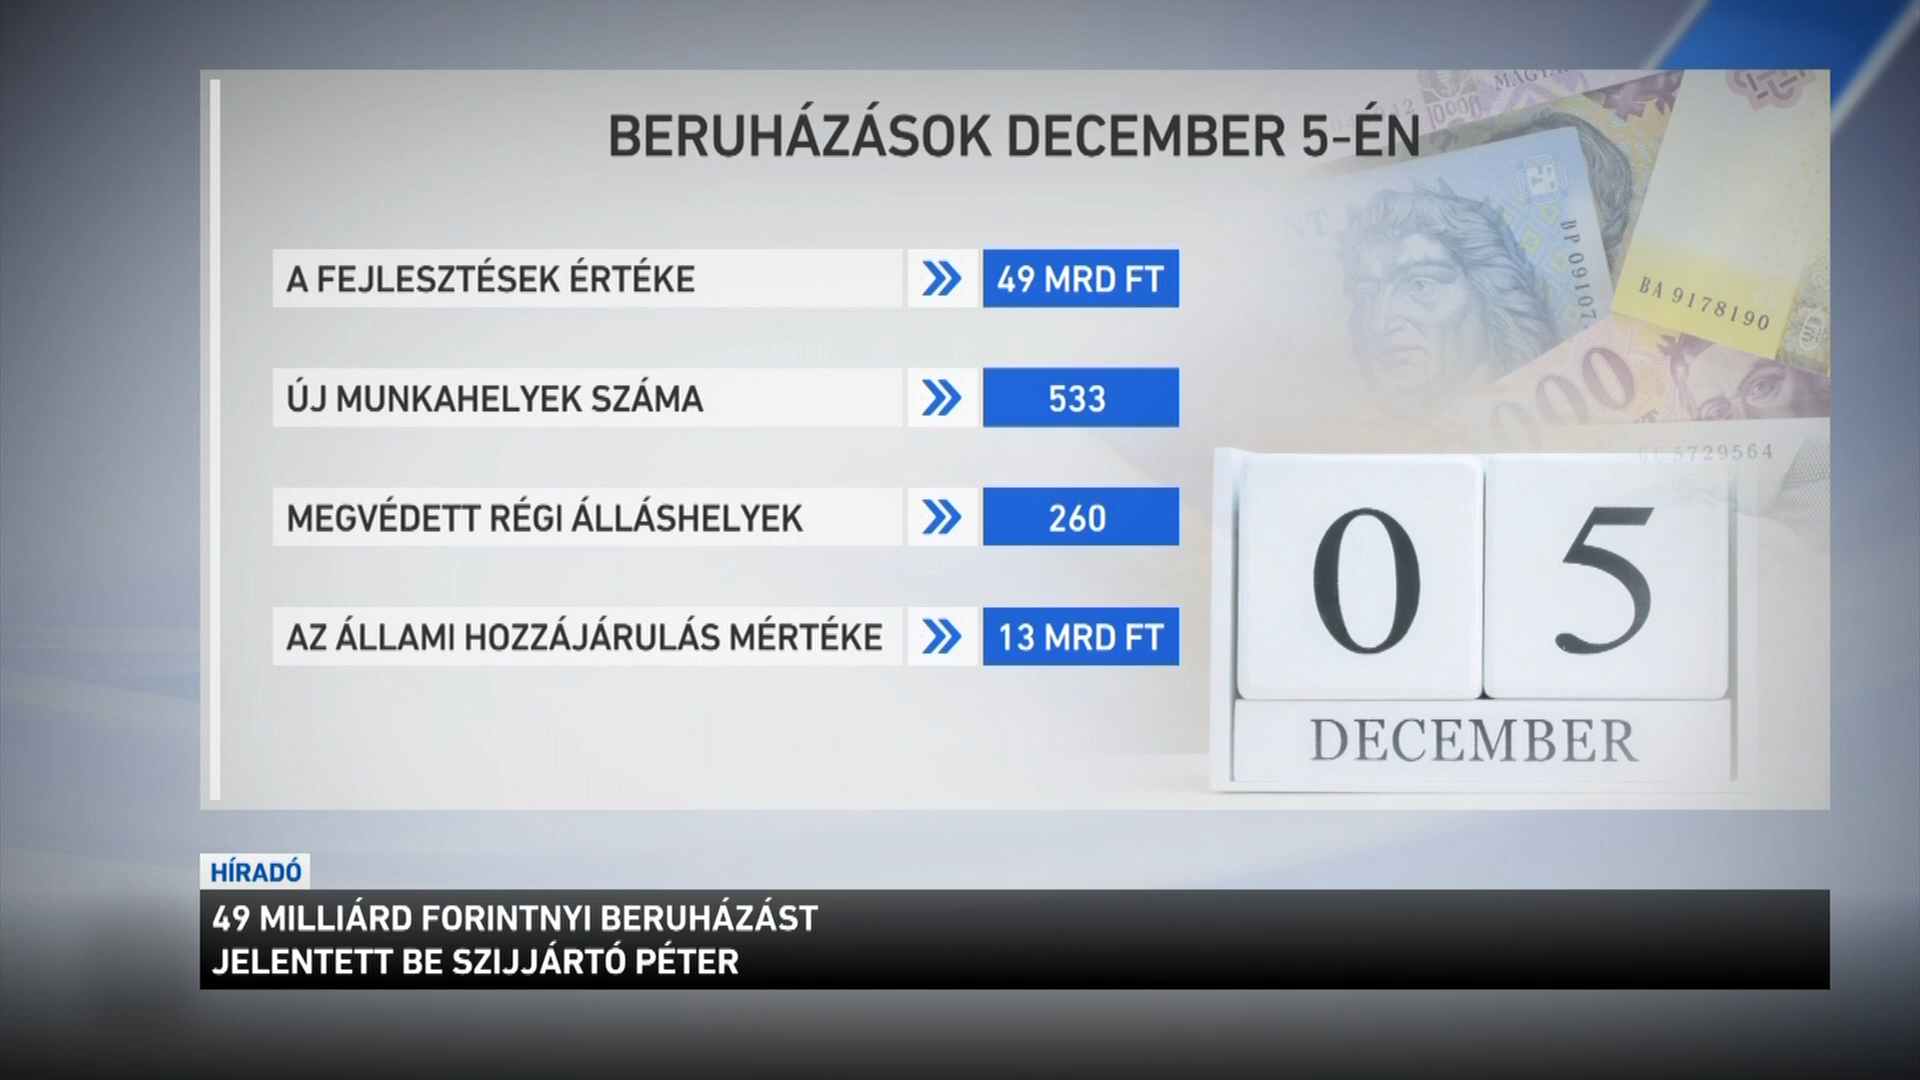 BERUHÁZÁSOK DECEMBER 5-ÉN
A FEJLESZTÉSEK ÉRTÉKE 49 MRD FT
ÚJ MUNKAHELYEK SZÁMA 533
MEGVÉDETT RÉGI ÁLLÁSHELYEK 260
AZ ÁLLAMI HOZZÁJÁRULÁS MÉRTÉKE 13 MRD FT
BA 9178190
5729564
05
DECEMBER
HÍRADÓ
49 MILLIÁRD FORINTNYI BERUHÁZÁST
JELENTETT BE SZIJJÁRTÓ PÉTER